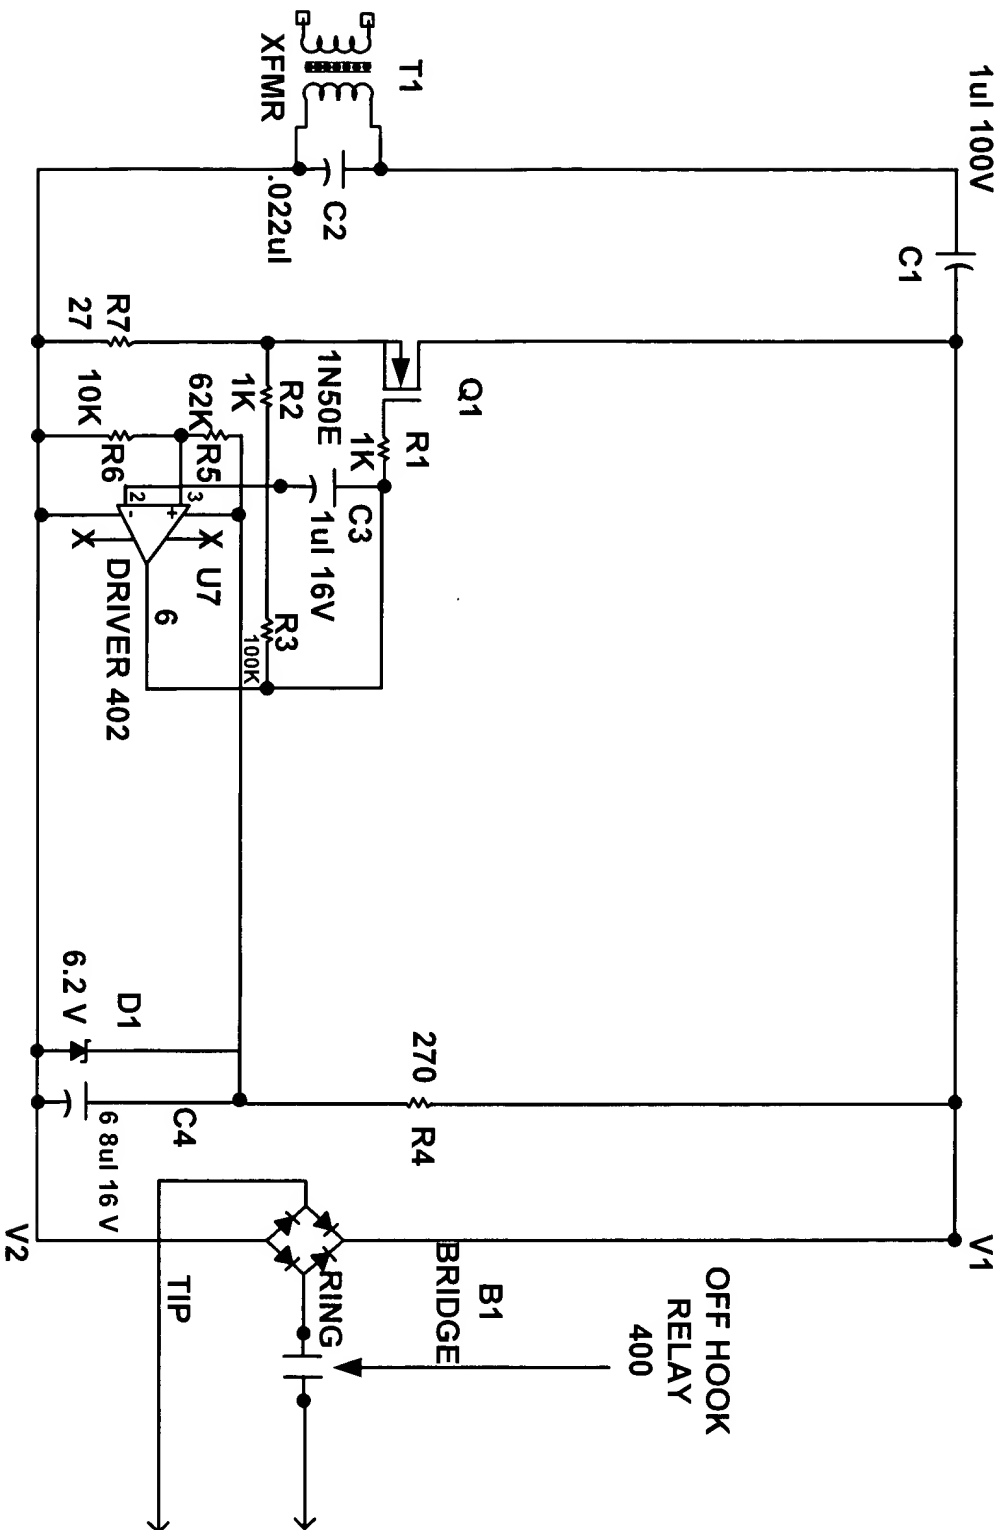 1ul 100V
C1
T1
XFMR
C2
.022ul
Q1
1N50E
R1
1K
C3
1ul 16V
R2
1K
R3
100K
R7
27
62K
R5
10K
R6
2
3
-
+
U7
6
DRIVER 402
D1
6.2 V
C4
6 8ul 16 V
270
R4
V1
V2
B1
BRIDGE
RING
TIP
OFF HOOK
RELAY
400